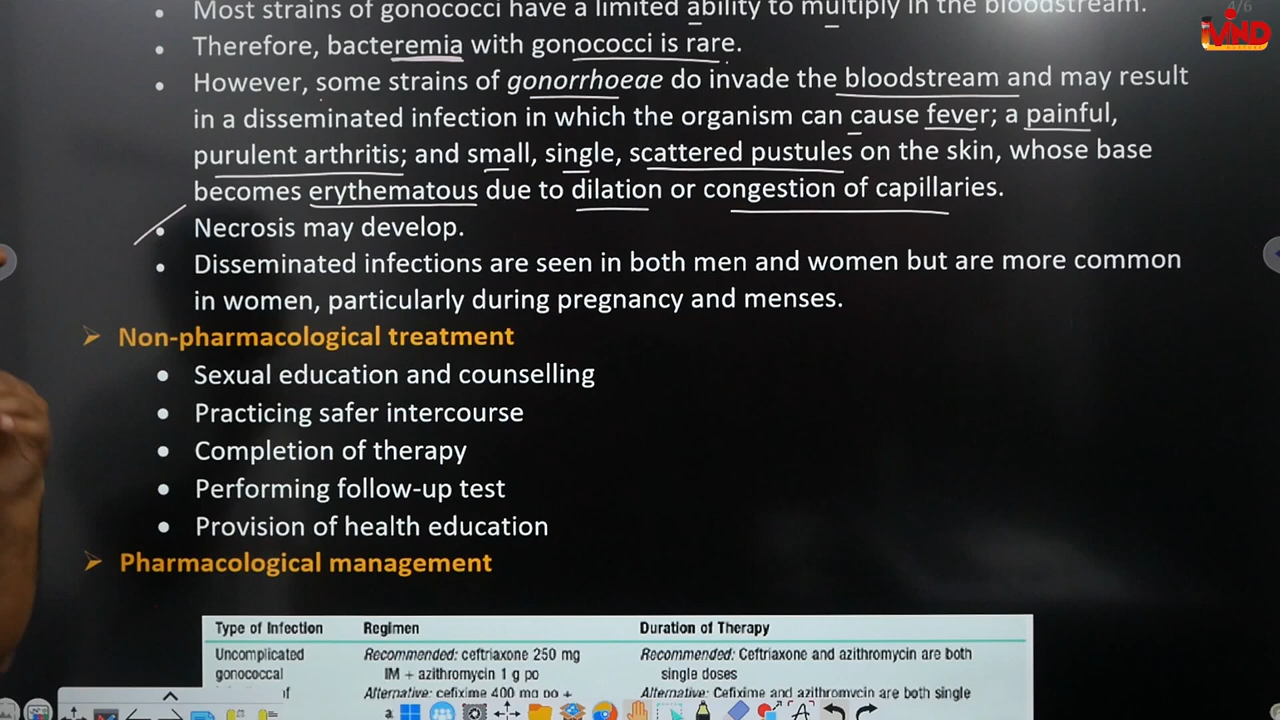 Most strains of gonococci have a limited ability to multiply in the bloodstream.
4/6
MIND
Therefore, bacteremia with gonococci is rare.
However, some strains of gonorrhoeae do invade the bloodstream and may result
in a disseminated infection in which the organism can cause fever; a painful,
purulent arthritis; and small, single, scattered pustules on the skin, whose base
becomes erythematous due to dilation or congestion of capillaries.
Necrosis may develop.
Disseminated infections are seen in both men and women but are more common
in women, particularly during pregnancy and menses.
Non-pharmacological treatment
Sexual education and counselling
Practicing safer intercourse
Completion of therapy
Performing follow-up test
Provision of health education
Pharmacological management
Type of Infection Regimen Duration of Therapy
Uncomplicated Recommended: ceftriaxone 250 mg Recommended: Ceftriaxone and azithromycin are both
gonococcal IM + azithromycin 1 g po single doses
Alternative: cefixime 400 mg po + Alternative: Cefixime and azithromycin are both single